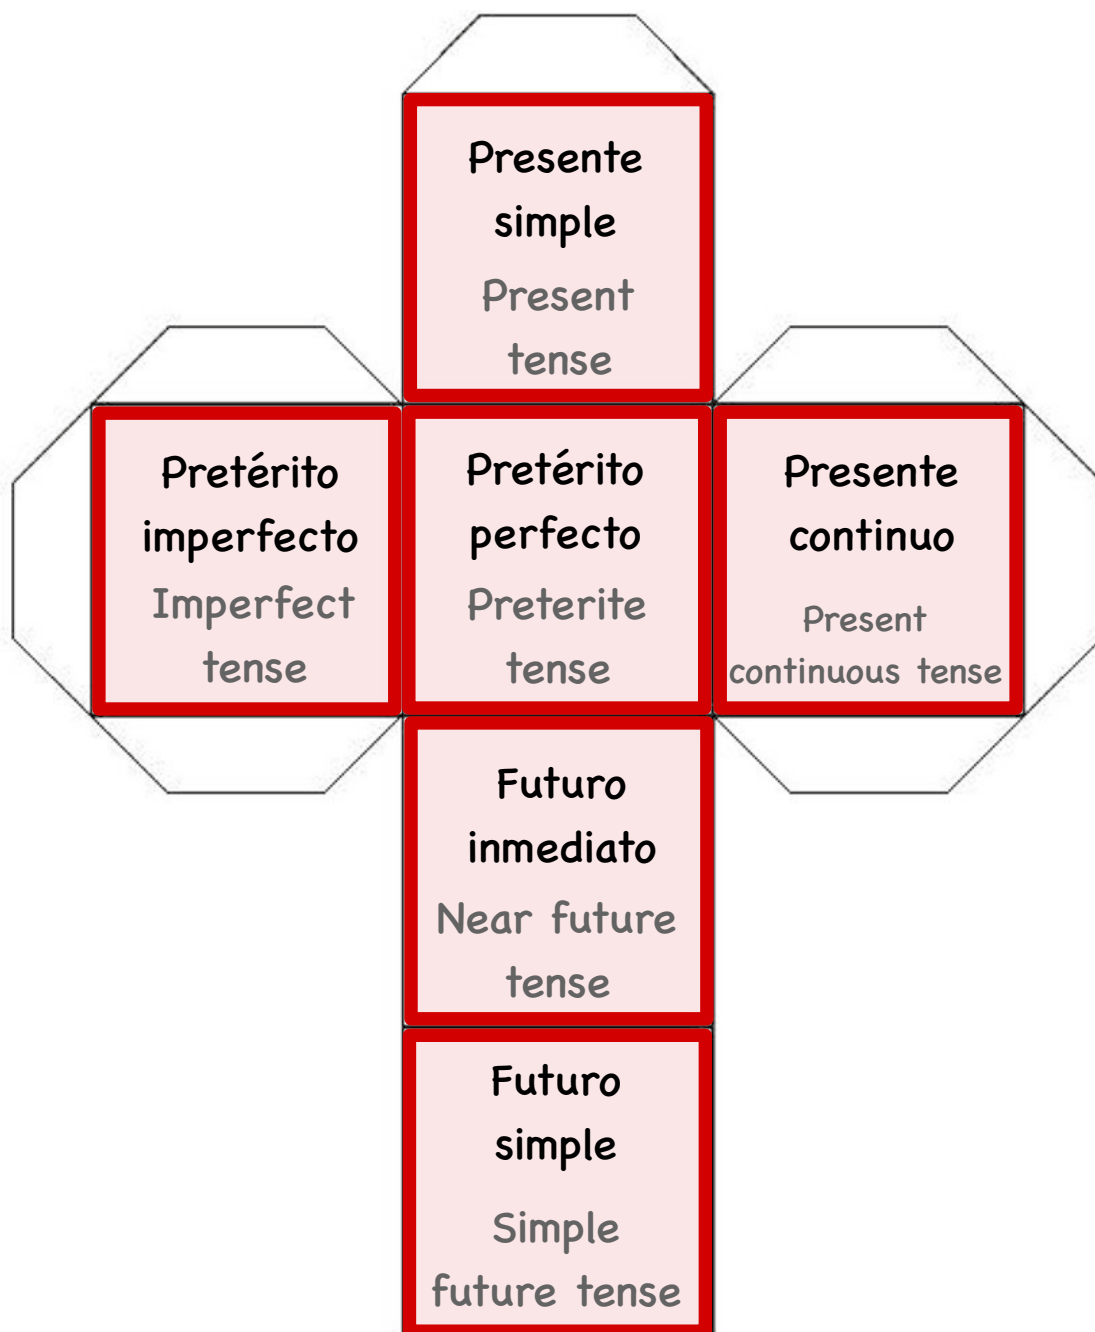 Presente
simple
Present
tense
Pretérito
imperfecto
Imperfect
tense
Pretérito
perfecto
Preterite
tense
Presente
continuo
Present
continuous tense
Futuro
inmediato
Near future
tense
Futuro
simple
Simple
future tense